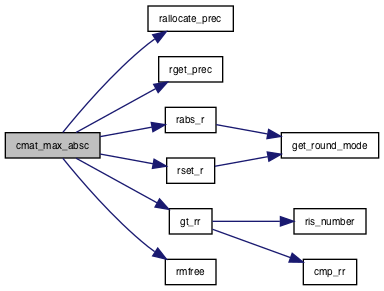 rallocate_prec
rget_prec
rabs_r
cmat_max_absc
get_round_mode
rset_r
gt_rr
ris_number
rmfree
cmp_rr